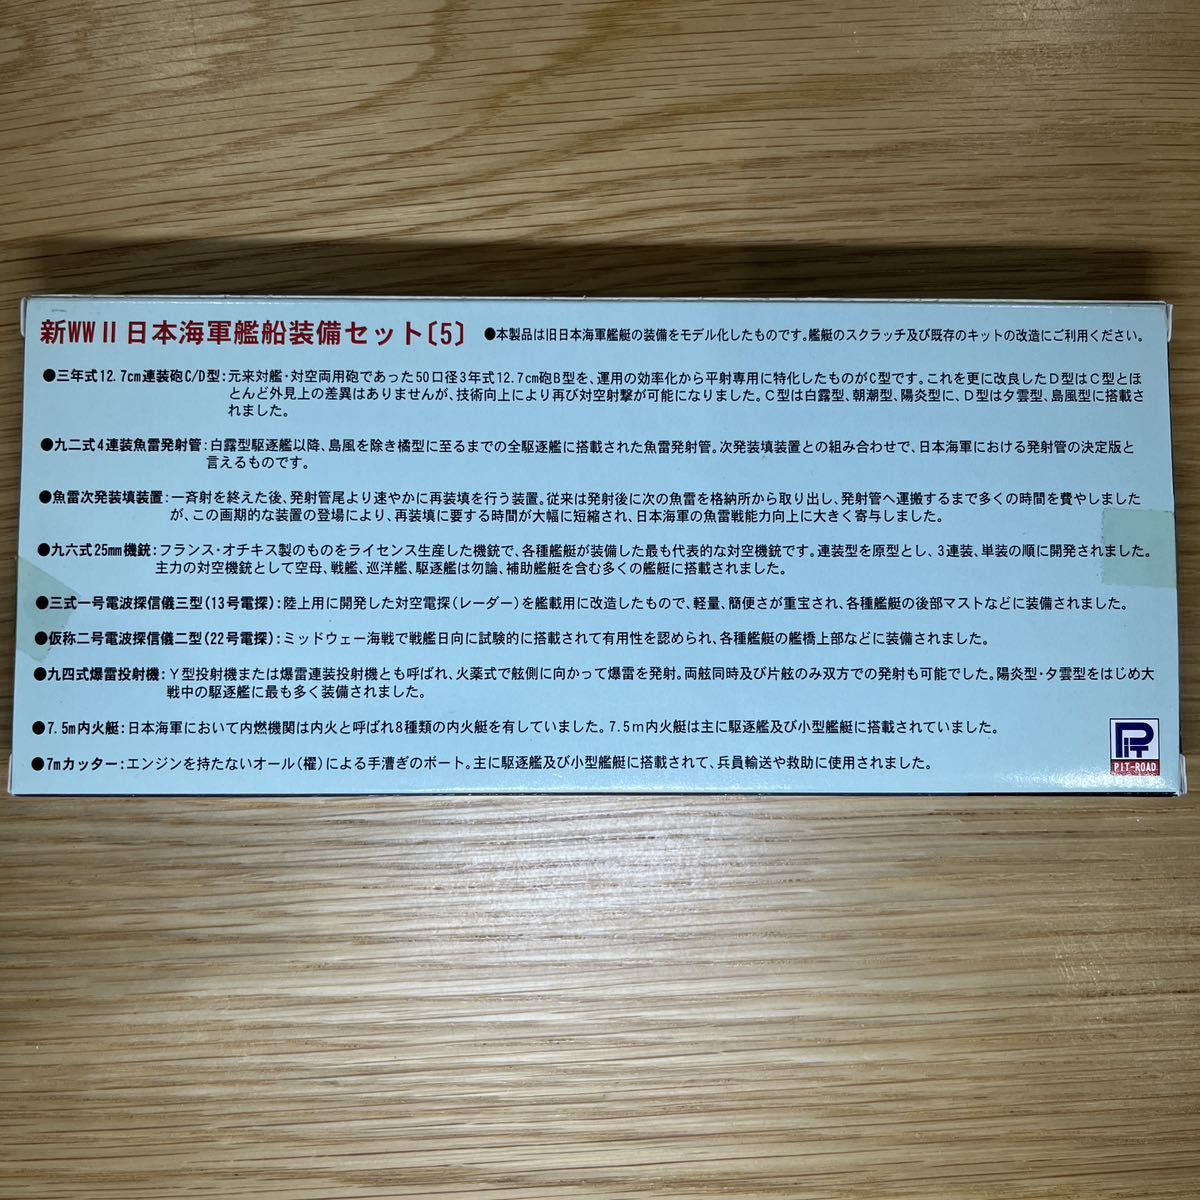 新WWⅡ日本海軍艦船装備セット〔5〕 ●本製品は旧日本海軍艦艇の装備をモデル化したものです。艦艇のスクラッチ及び既存のキットの改造にご利用ください。
●三年式12.7cm連装砲C/D型:元来対艦・対空両用砲であった50口径3年式12.7cm砲B型を、運用の効率化から平射専用に特化したものがC型です。これを更に改良したD型はC型とほ
とんど外見上の差異はありませんが、技術向上により再び対空射撃が可能になりました。C型は白露型、朝潮型、陽炎型に、D型は夕雲型、島風型に搭載さ
れました。
●九二式4連装魚雷発射管:白露型駆逐艦以降、島風を除き橘型に至るまでの全駆逐艦に搭載された魚雷発射管。次発装填装置との組み合わせで、日本海軍における発射管の決定版と
言えるものです。
●魚雷次発装填装置:一斉射を終えた後、発射管尾より速やかに再装填を行う装置。従来は発射後に次の魚雷を格納所から取り出し、発射管へ運搬するまで多くの時間を費やしました
が、この画期的な装置の登場により、再装填に要する時間が大幅に短縮され、日本海軍の魚雷戦能力向上に大きく寄与しました。
●九六式25mm機銃:フランス・オチキス製のものをライセンス生産した機銃で、各種艦艇が装備した最も代表的な対空機銃です。連装型を原型とし、3連装、単装の順に開発されました。
主力の対空機銃として空母、戦艦、巡洋艦、駆逐艦は勿論、補助艦艇を含む多くの艦艇に搭載されました。
●三式一号電波探信儀三型(13号電探):陸上用に開発した対空電探(レーダー)を艦載用に改造したもので、軽量、簡便さが重宝され、各種艦艇の後部マストなどに装備されました。
●仮称二号電波探信儀二型(22号電探):ミッドウェー海戦で戦艦日向に試験的に搭載されて有用性を認められ、各種艦艇の艦橋上部などに装備されました。
●九四式爆雷投射機:Y型投射機または爆雷連装投射機とも呼ばれ、火薬式で舷側に向かって爆雷を発射。両舷同時及び片舷のみ双方での発射も可能でした。陽炎型・夕雲型をはじめ大
戦中の駆逐艦に最も多く装備されました。
●7.5m内火艇:日本海軍において内燃機関は内火と呼ばれ8種類の内火艇を有していました。7.5m内火艇は主に駆逐艦及び小型艦艇に搭載されていました。
●7mカッター:エンジンを持たないオール(櫂)による手漕ぎのボート。主に駆逐艦及び小型艦艇に搭載されて、兵員輸送や救助に使用されました。
PIT
PIT-ROAD